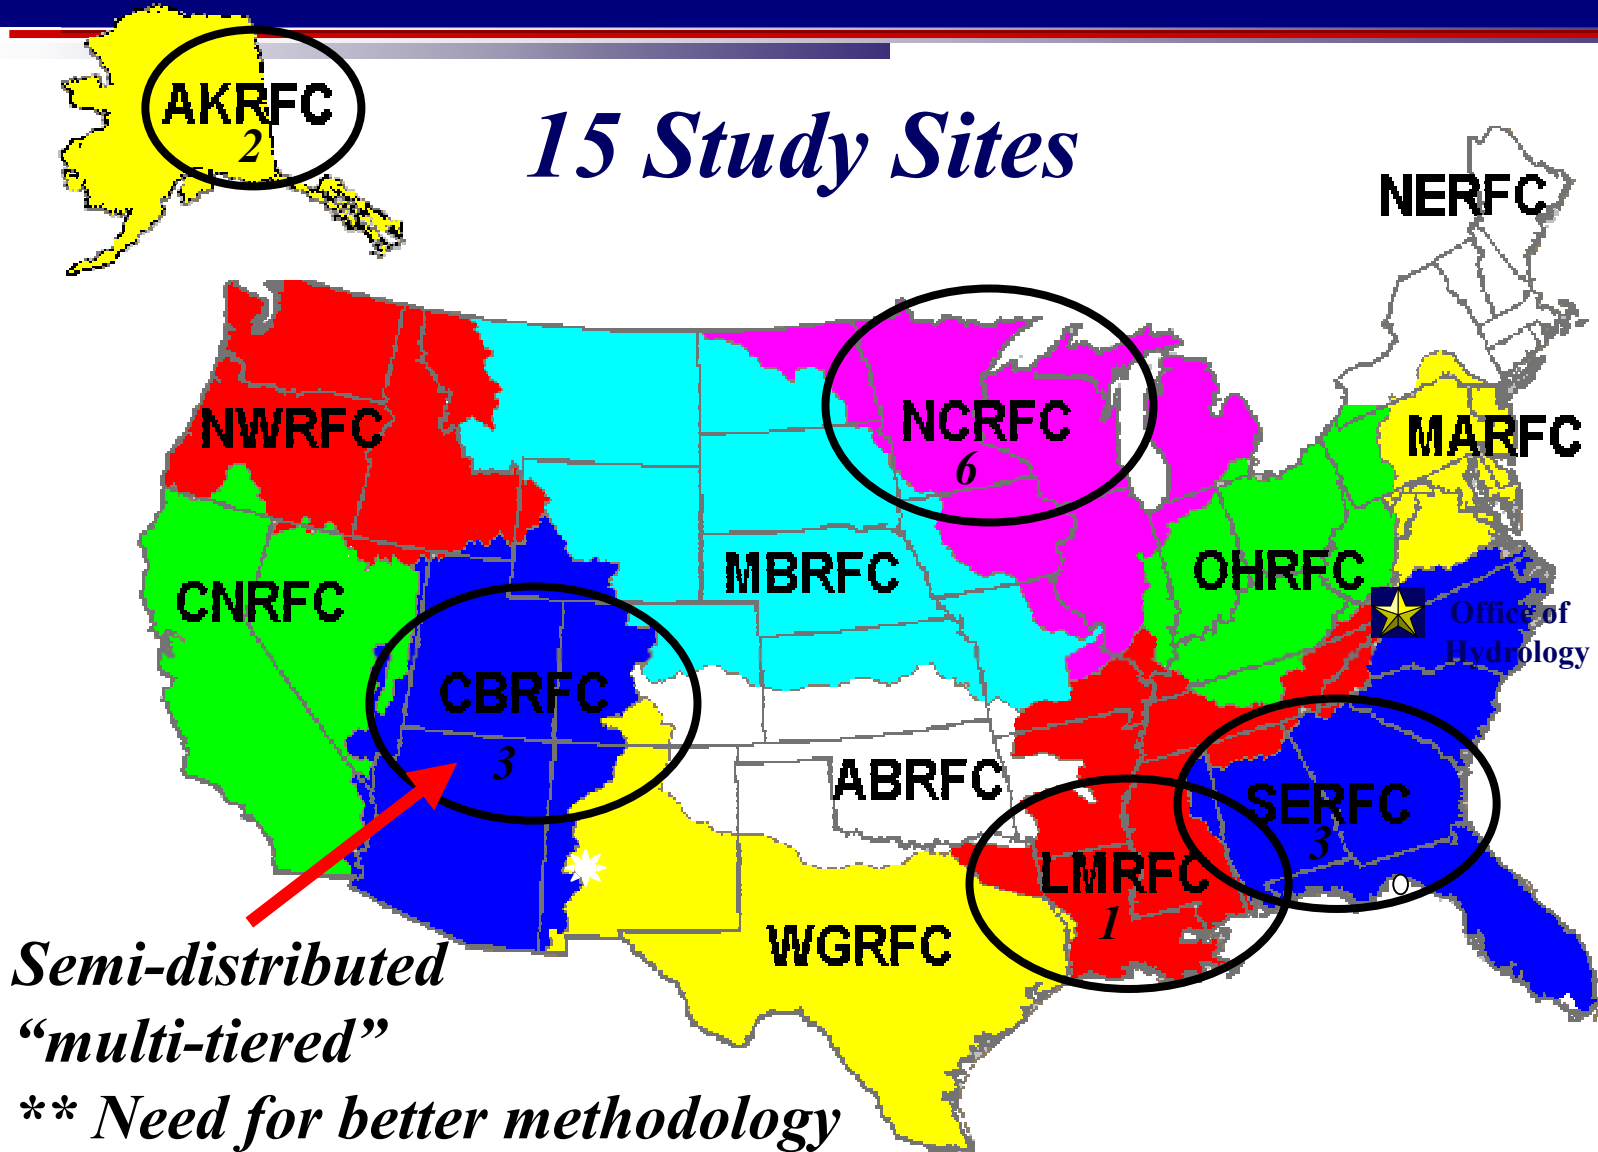 15 Study Sites
AKRFC
2
NERFC
NWRFC
NCRFC
6
MARFC
CNRFC
MBRFC
OHRFC
Office of
Hydrology
CBRFC
3
ABRFC
SERFC
3
LMRFC
1
WGRFC
Semi-distributed
“multi-tiered”
** Need for better methodology